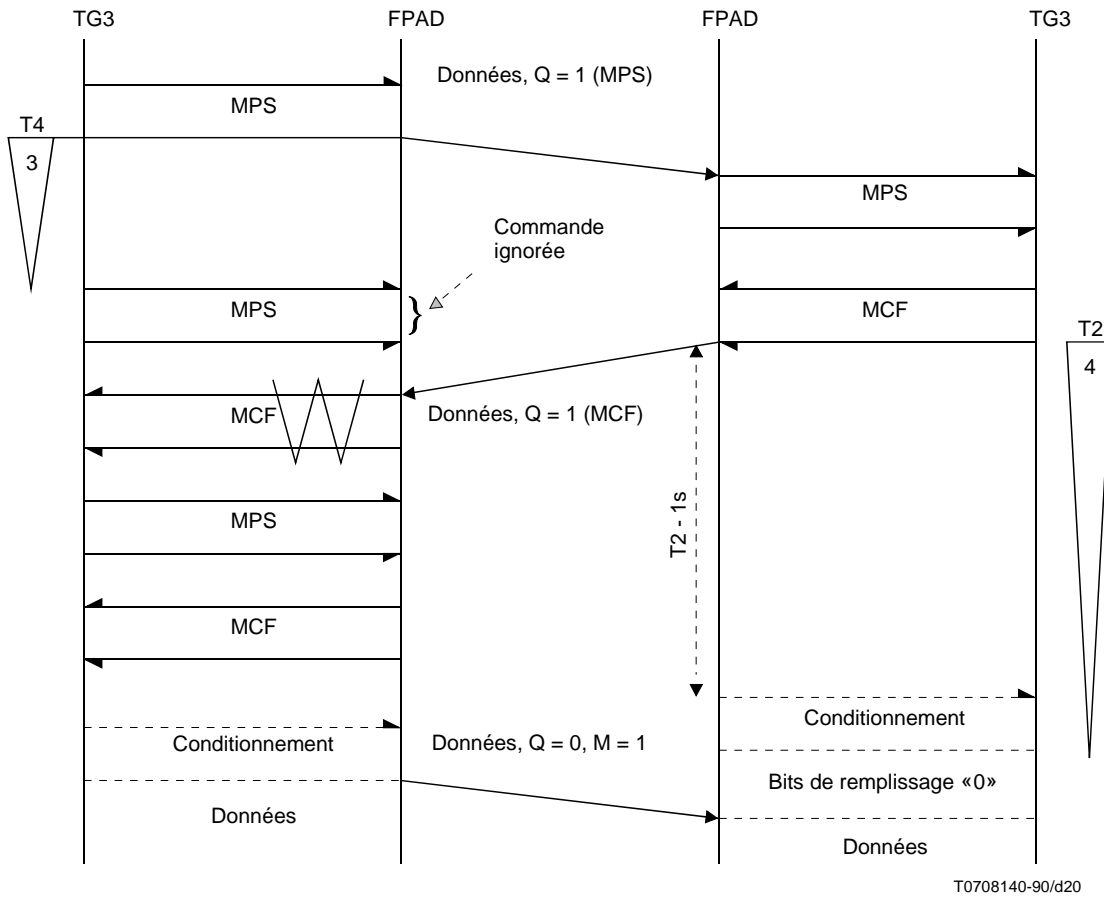 TG3
FPAD
FPAD
TG3
Données, Q = 1 (MPS)
MPS
T4
3
MPS
Commande
ignorée
MPS
}
MCF
T2
4
MCF
Données, Q = 1 (MCF)
T2 - 1s
MPS
MCF
Conditionnement
Conditionnement
Données, Q = 0, M = 1
Bits de remplissage «0»
Données
Données
T0708140-90/d20